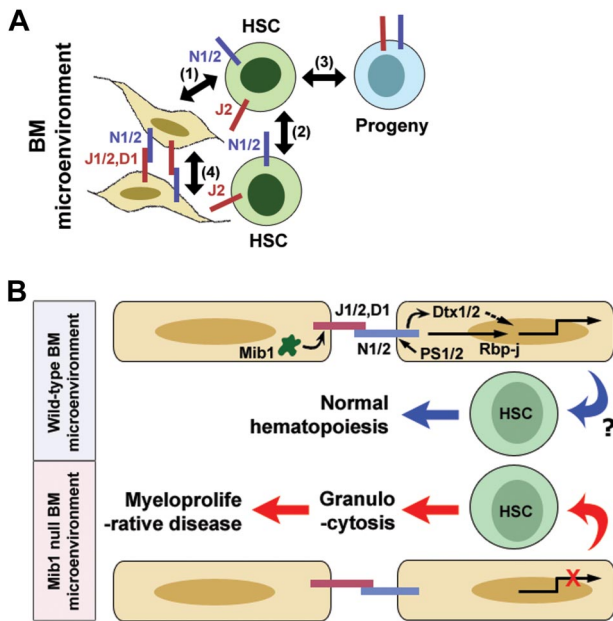 A
BM
microenvironment
HSC
N1/2
(1)
(3)
J2
Progeny
(2)
N1/2
N1/2
J1/2,D1
(4)
J2
HSC
B
Wild-type BM
microenvironment
J1/2,D1
Dtx1/2
Mib1
N1/2
PS1/2
Rbp-j
Normal
hematopoiesis
HSC
?
Mib1 null BM
microenvironment
Myeloprolife
-rative disease
Granulo
-cytosis
HSC
X